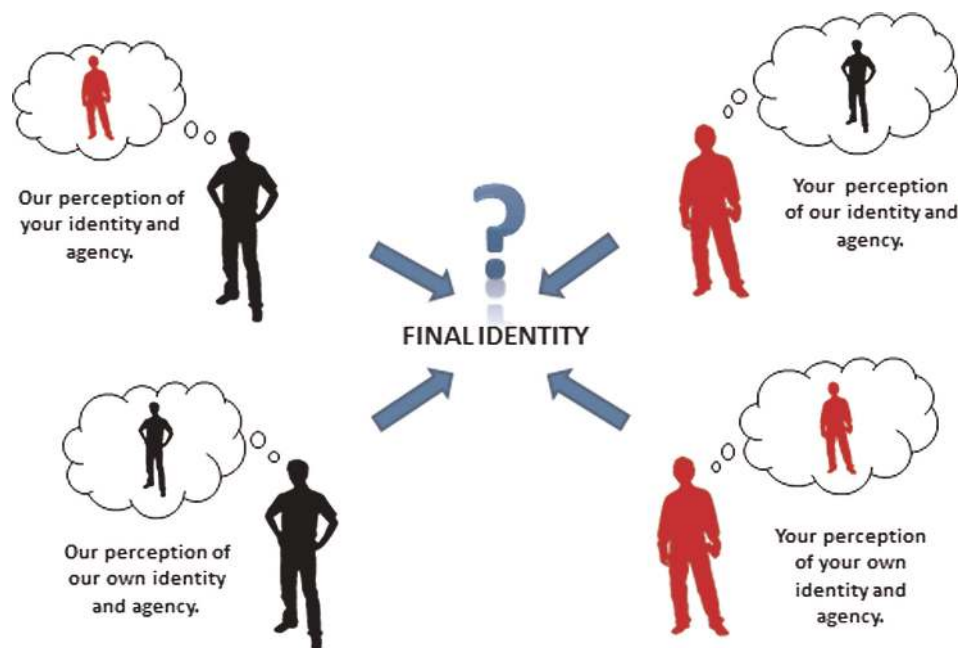 Our perception of
your identity and
agency.
Your perception
of our identity and
agency.
?
FINAL IDENTITY
Our perception of
our own identity
and agency.
Your perception
of your own
identity and
agency.